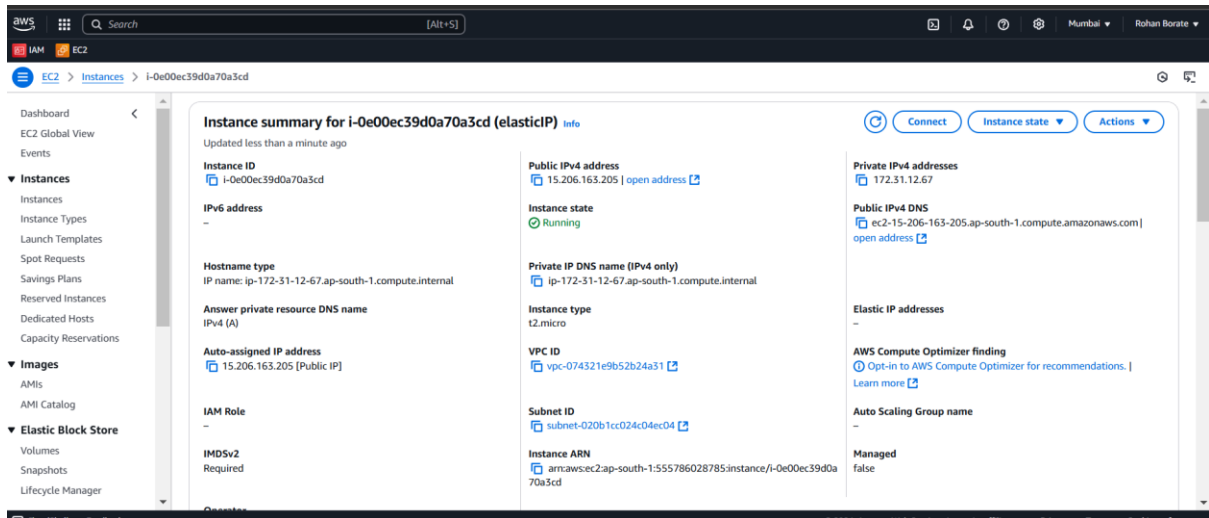 aws
Search [Alt+S]
Mumbai ▼ Rohan Borate ▼
IAM EC2
EC2 > Instances > i-0e00ec39d0a70a3cd
Dashboard
EC2 Global View
Events
▼ Instances
Instances
Instance Types
Launch Templates
Spot Requests
Savings Plans
Reserved Instances
Dedicated Hosts
Capacity Reservations
▼ Images
AMIs
AMI Catalog
▼ Elastic Block Store
Volumes
Snapshots
Lifecycle Manager
Instance summary for i-0e00ec39d0a70a3cd (elasticIP) Info
Updated less than a minute ago
Connect
Instance state ▼
Actions ▼
Instance ID
i-0e00ec39d0a70a3cd
Public IPv4 address
15.206.163.205 | open address
Private IPv4 addresses
172.31.12.67
IPv6 address
–
Instance state
Running
Public IPv4 DNS
ec2-15-206-163-205.ap-south-1.compute.amazonaws.com |
open address
Hostname type
IP name: ip-172-31-12-67.ap-south-1.compute.internal
Private IP DNS name (IPv4 only)
ip-172-31-12-67.ap-south-1.compute.internal
Answer private resource DNS name
IPv4 (A)
Instance type
t2.micro
Elastic IP addresses
–
Auto-assigned IP address
15.206.163.205 [Public IP]
VPC ID
vpc-074321e9b52b24a31
AWS Compute Optimizer finding
Opt-in to AWS Compute Optimizer for recommendations. |
Learn more
IAM Role
–
Subnet ID
subnet-020b1cc024c04ec04
Auto Scaling Group name
–
IMDSv2
Required
Instance ARN
arn:aws:ec2:ap-south-1:555786028785:instance/i-0e00ec39d0a
70a3cd
Managed
false